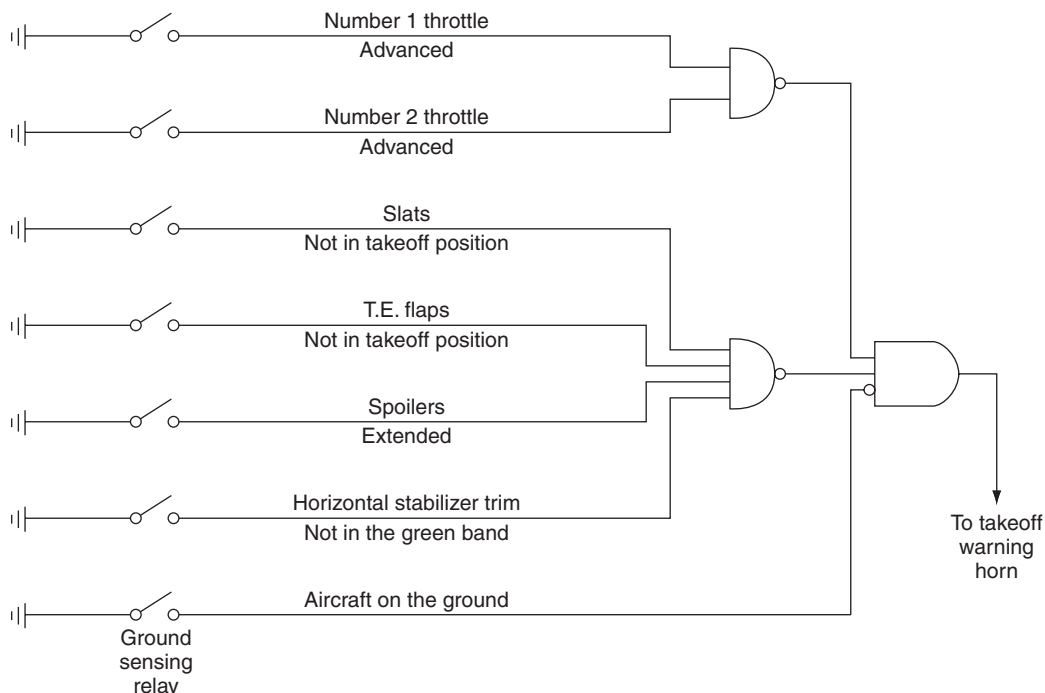 Number 1 throttle
Advanced
Number 2 throttle
Advanced
Slats
Not in takeoff position
T.E. flaps
Not in takeoff position
Spoilers
Extended
Horizontal stabilizer trim
Not in the green band
To takeoff
warning
horn
Aircraft on the ground
Ground
sensing
relay